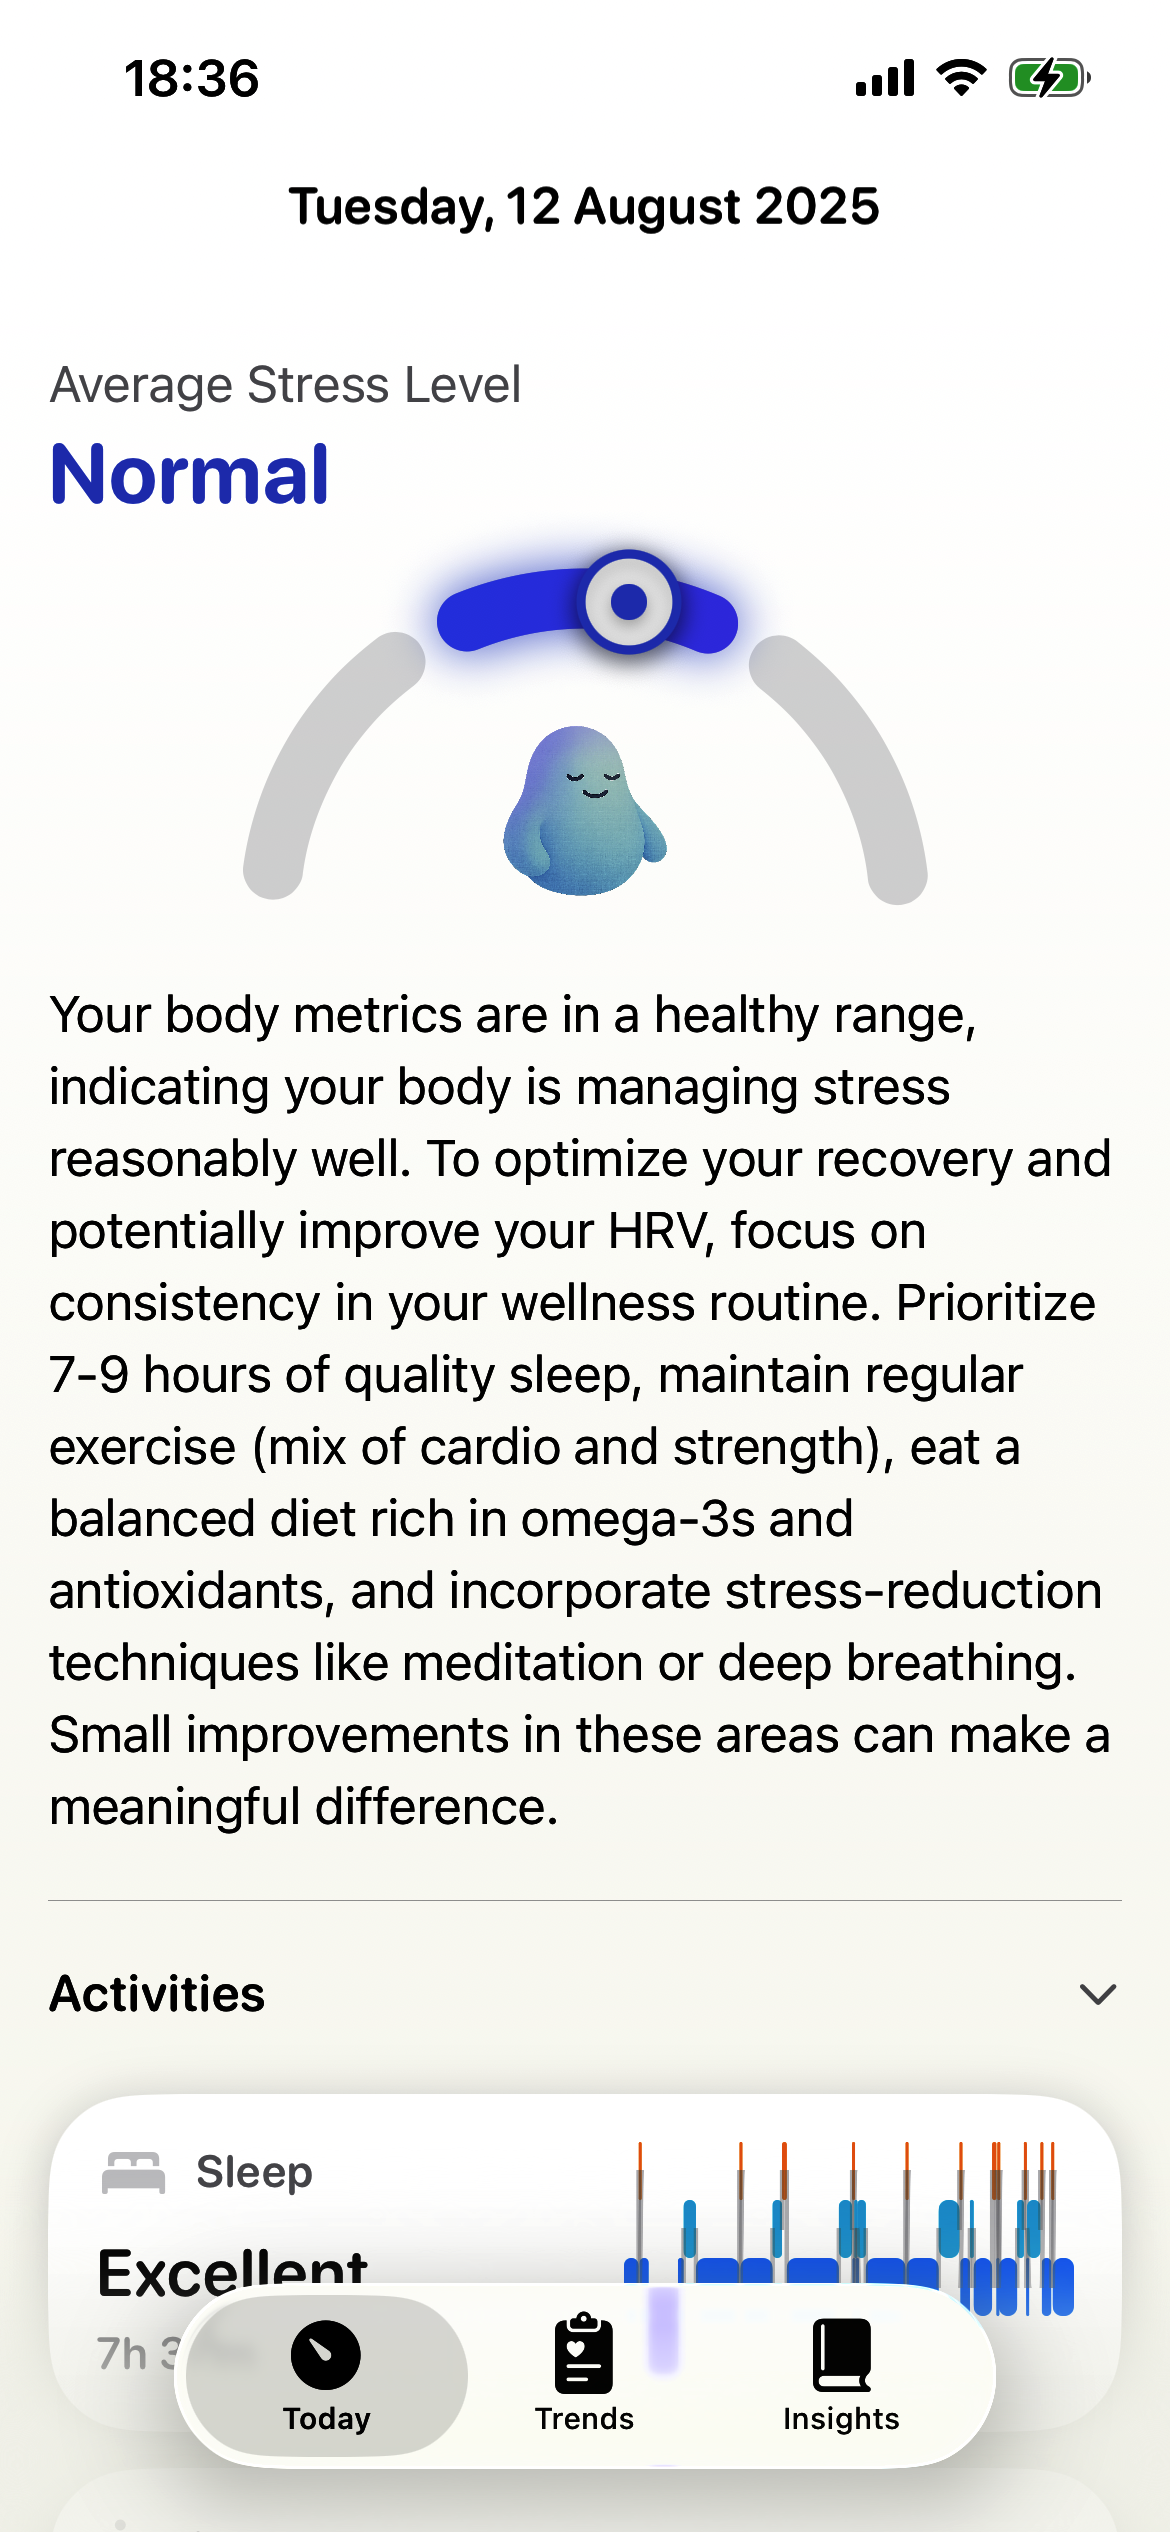 18:36
Tuesday, 12 August 2025
Average Stress Level
Normal
Your body metrics are in a healthy range,
indicating your body is managing stress
reasonably well. To optimize your recovery and
potentially improve your HRV, focus on
consistency in your wellness routine. Prioritize
7-9 hours of quality sleep, maintain regular
exercise (mix of cardio and strength), eat a
balanced diet rich in omega-3s and
antioxidants, and incorporate stress-reduction
techniques like meditation or deep breathing.
Small improvements in these areas can make a
meaningful difference.
Activities
Sleep
Excellent
7h
Today
Trends
Insights